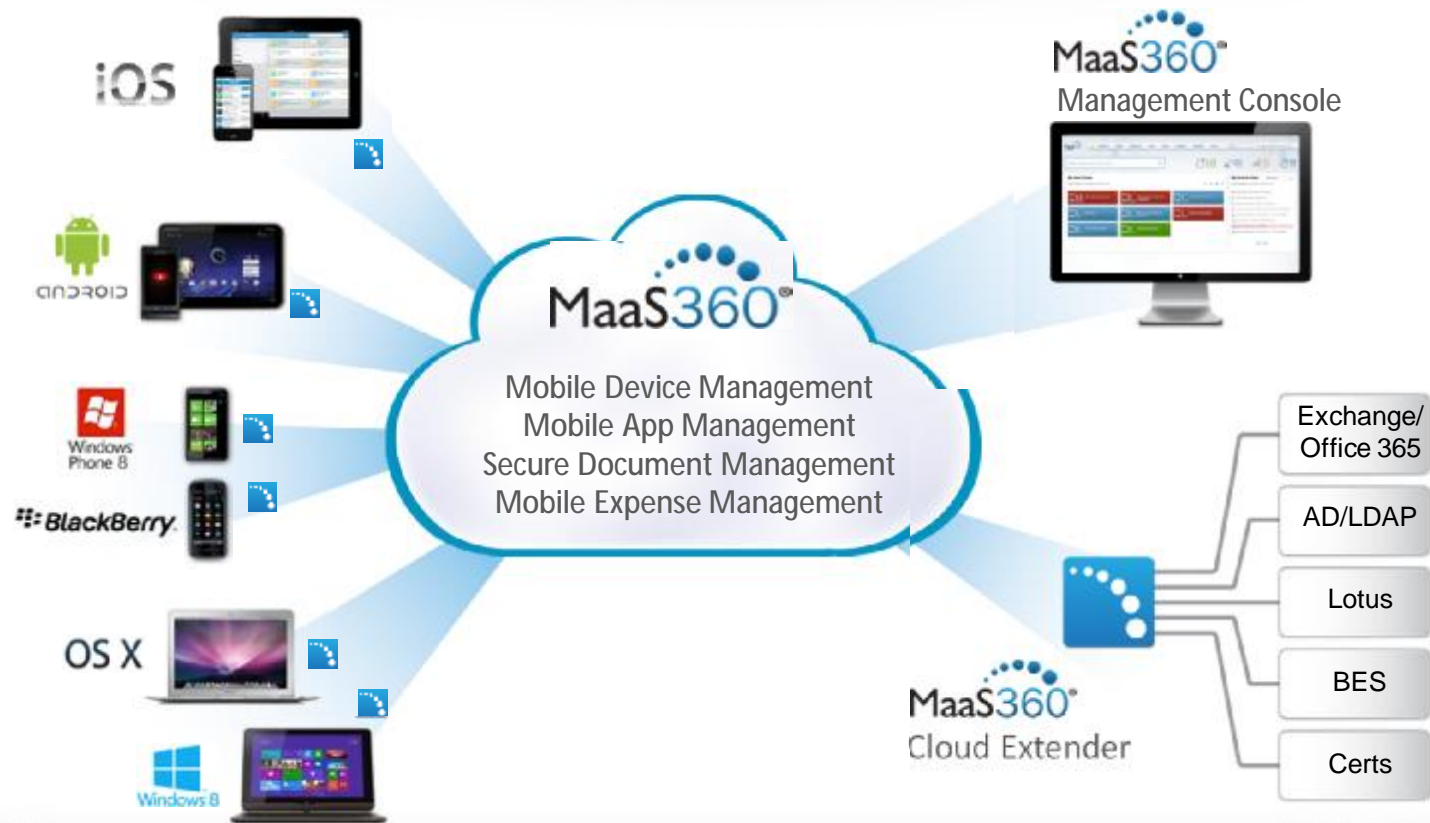 iOS
android
Windows
Phone 8
BlackBerry.
OS X
Windows 8
MaaS360®
Mobile Device Management
Mobile App Management
Secure Document Management
Mobile Expense Management
MaaS360®
Management Console
MaaS360®
Cloud Extender
Exchange/
Office 365
AD/LDAP
Lotus
BES
Certs